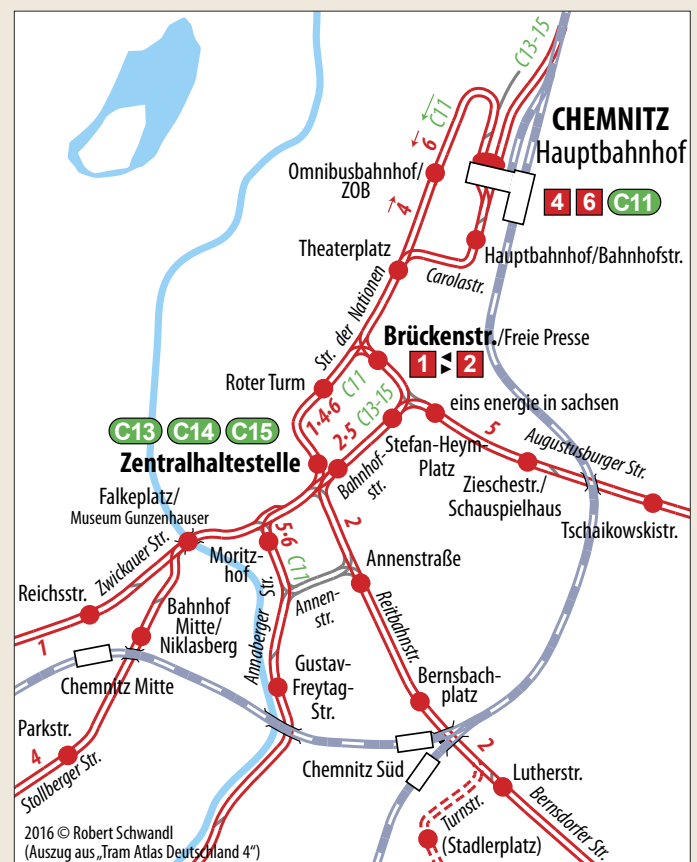 C13-15
C11
6
4
CHEMNITZ
Hauptbahnhof
4 6 C11
Omnibusbahnhof/
ZOB
Theaterplatz
Hauptbahnhof/Bahnhofstr.
Carolastr.
Str. der Nationen
Brückenstr./Freie Presse
1 2
Roter Turm
1·4·6 C11
2·5 C13-15
eins energie in sachsen
5
C13 C14 C15
Zentralhaltestelle
Stefan-Heym-
Platz
Bahnhof-
str.
Augustusburger Str.
Zieschestr./
Schauspielhaus
Tschaikowskistr.
Falkeplatz/
Museum Gunzenhauser
Zwickauer Str.
Moritz-
hof
5·6 C11
2
Annenstraße
Annen-
str.
Reichsstr.
1
Bahnhof
Mitte/
Niklasberg
Annaberger Str.
Reitbahnstr.
Chemnitz Mitte
Gustav-
Freytag-
Str.
Bernsbach-
platz
Parkstr.
4
Stollberger Str.
Chemnitz Süd
2
Lutherstr.
Turnstr.
Bernsdorfer Str.
(Stadlerplatz)
2016 © Robert Schwandl
(Auszug aus „Tram Atlas Deutschland 4“)